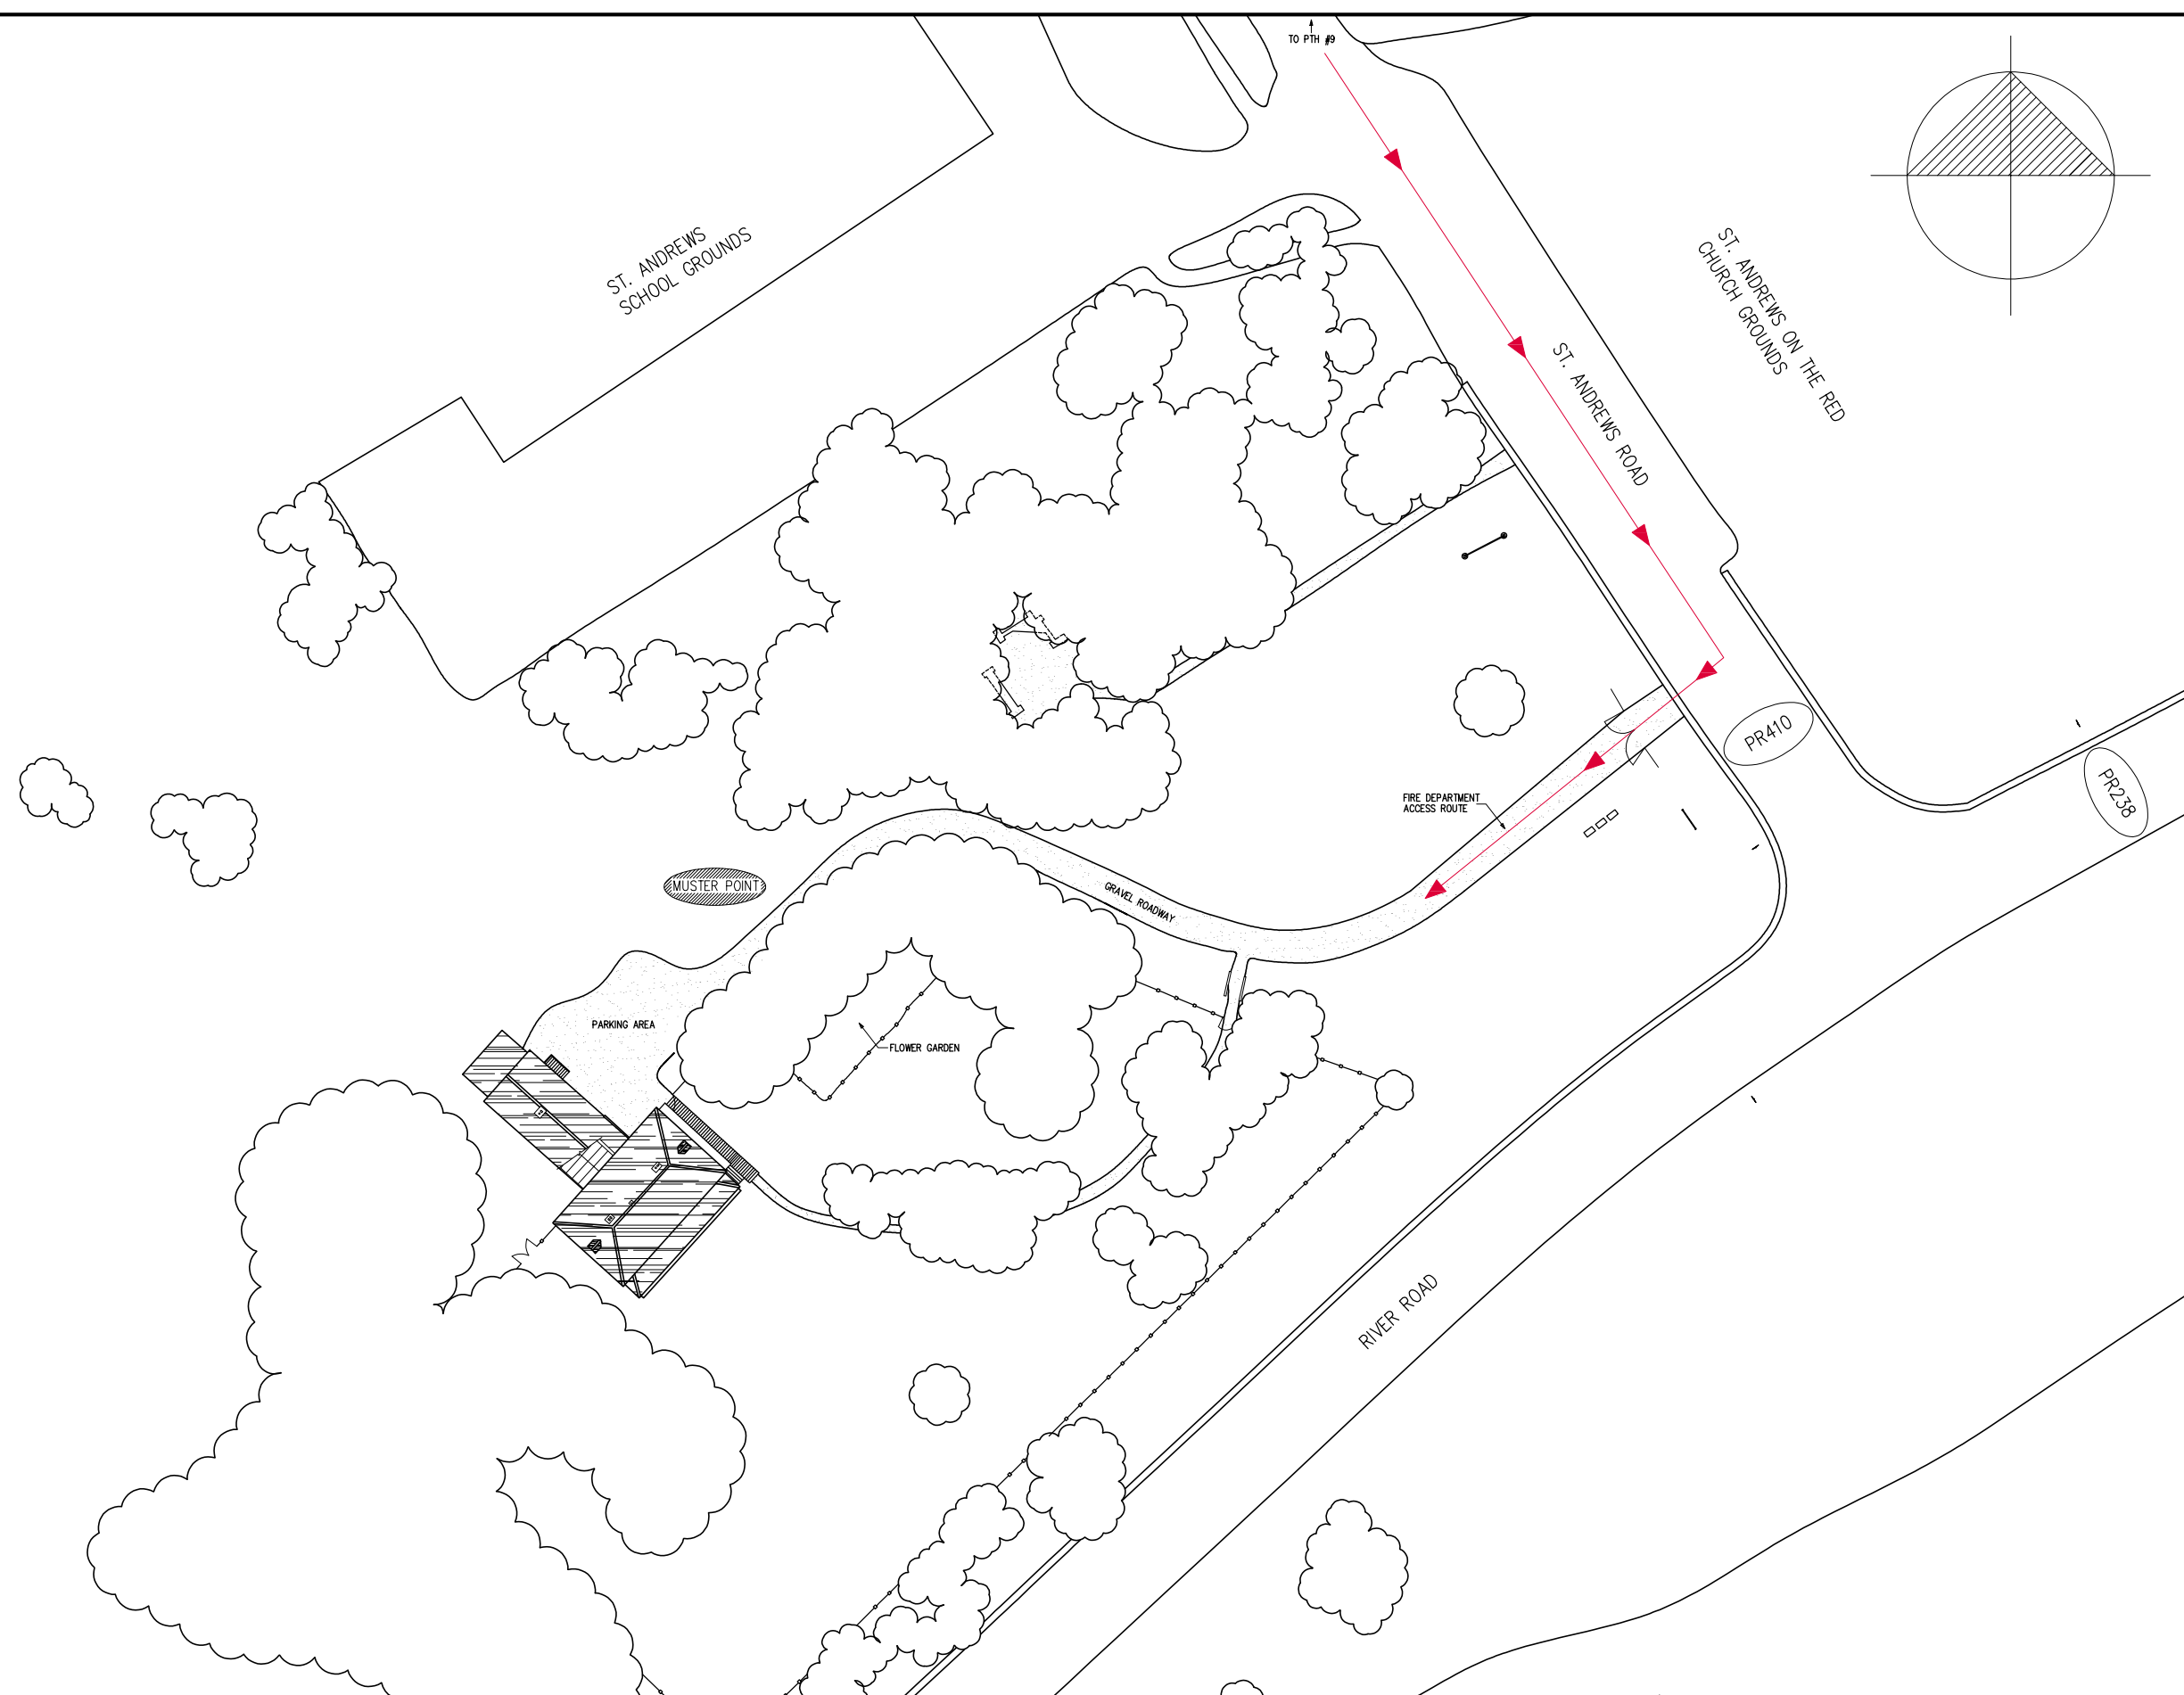 TO PTH #9
ST. ANDREWS
SCHOOL GROUNDS
ST. ANDREWS ON THE RED
CHURCH GROUNDS
ST. ANDREWS ROAD
PR410
PR238
FIRE DEPARTMENT
ACCESS ROUTE
MUSTER POINT
GRAVEL ROADWAY
PARKING AREA
FLOWER GARDEN
RIVER ROAD